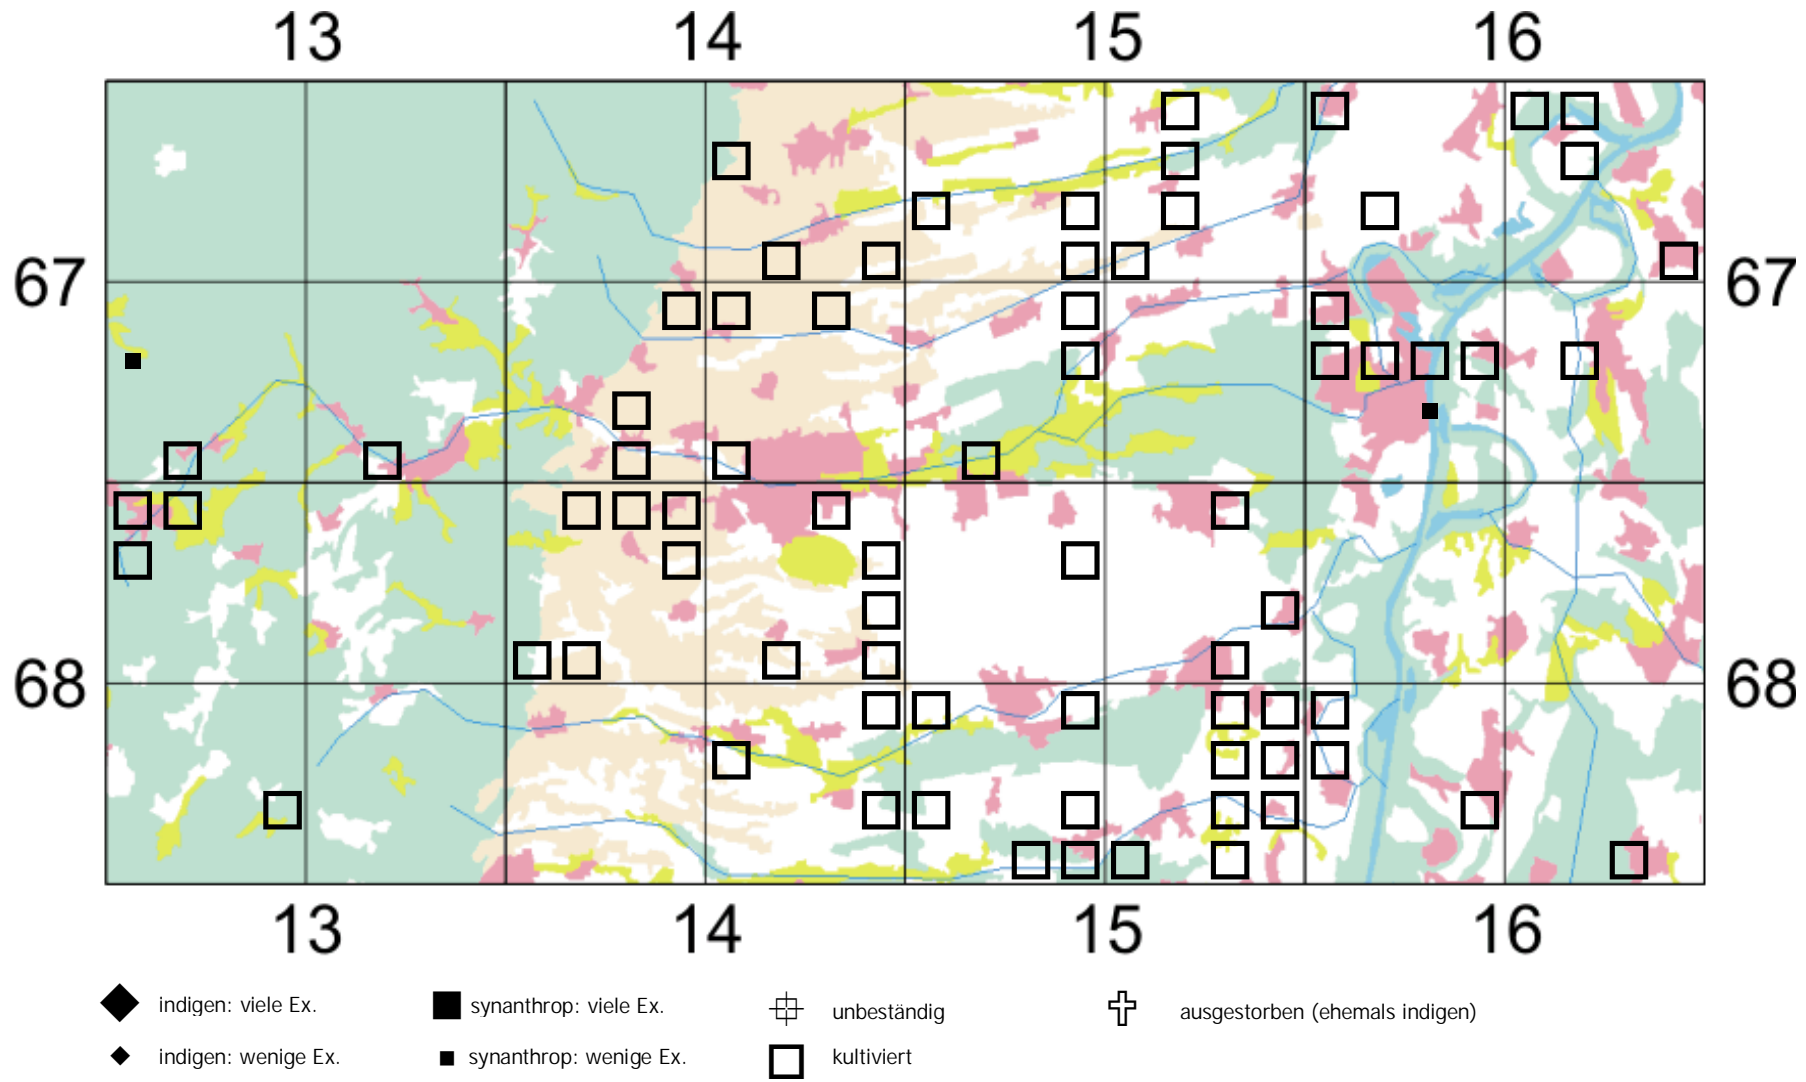 13 14 15 16
67 67
68 68
13 14 15 16
indigen: viele Ex. synanthrop: viele Ex. unbeständig ausgestorben (ehemals indigen)
indigen: wenige Ex. synanthrop: wenige Ex. kultiviert